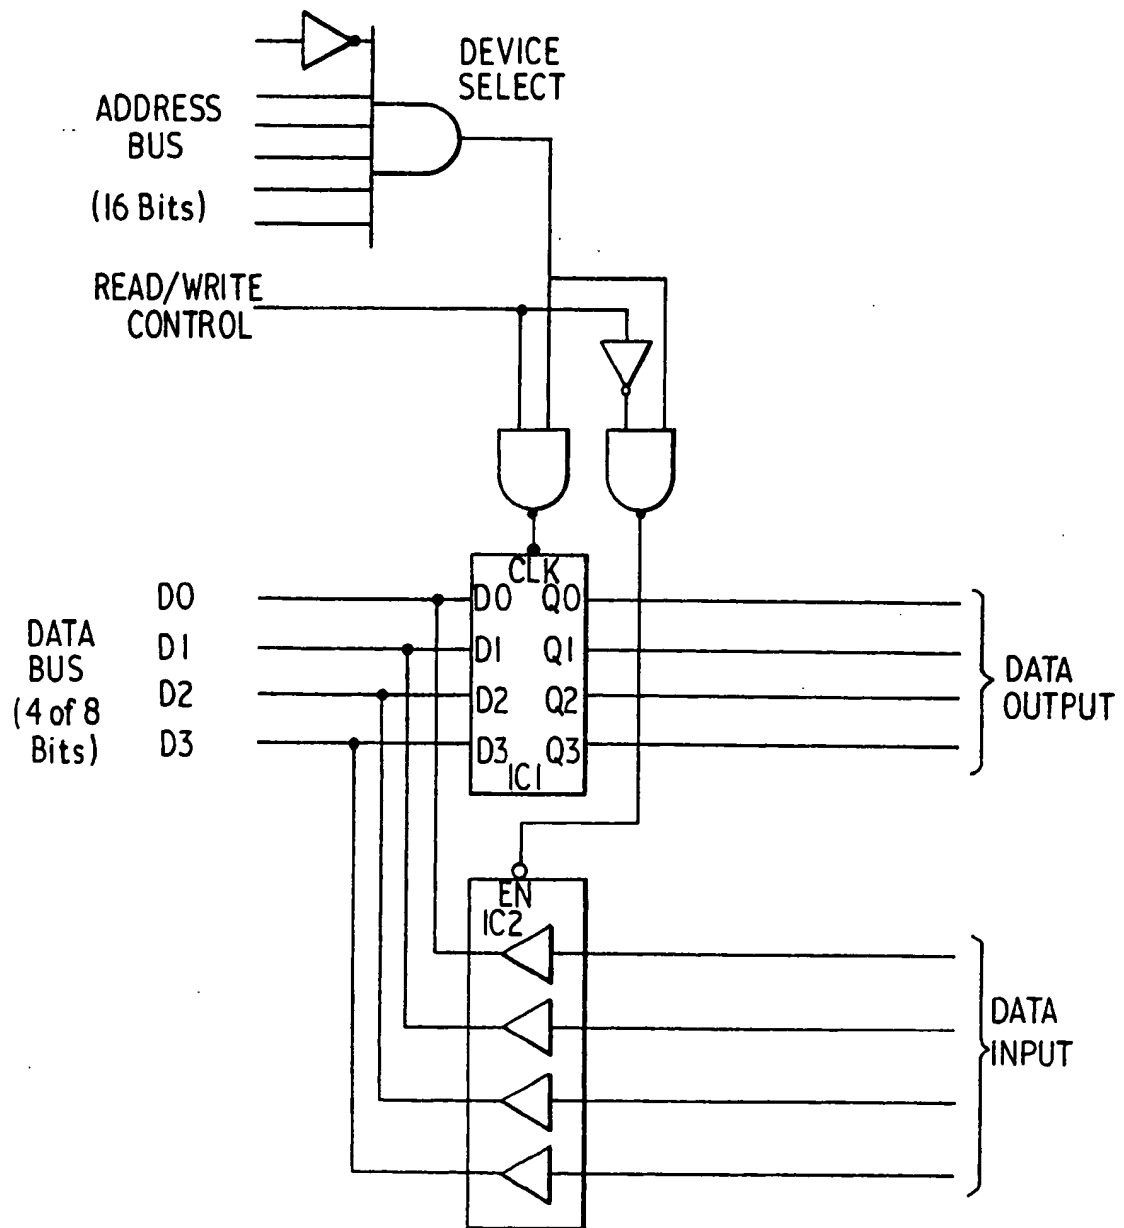 DEVICE
SELECT
ADDRESS
BUS
(16 Bits)
READ/WRITE
CONTROL
CLK
D0
D0
Q0
DATA
BUS
(4 of 8
Bits)
D1
D1
Q1
D2
D2
Q2
D3
D3
Q3
IC1
DATA
OUTPUT
EN
IC2
DATA
INPUT